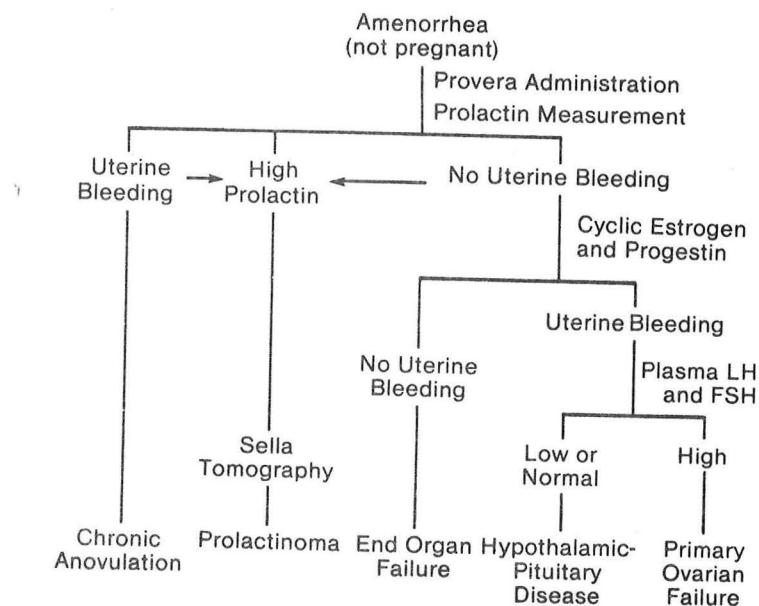 Amenorrhea
(not pregnant)
Provera Administration
Prolactin Measurement
Uterine
Bleeding
High
Prolactin
No Uterine Bleeding
Cyclic Estrogen
and Progestin
Uterine Bleeding
No Uterine
Bleeding
Plasma LH
and FSH
Sella
Tomography
Low or
Normal
High
Chronic
Anovulation
Prolactinoma
End Organ
Failure
Hypothalamic-
Pituitary
Disease
Primary
Ovarian
Failure